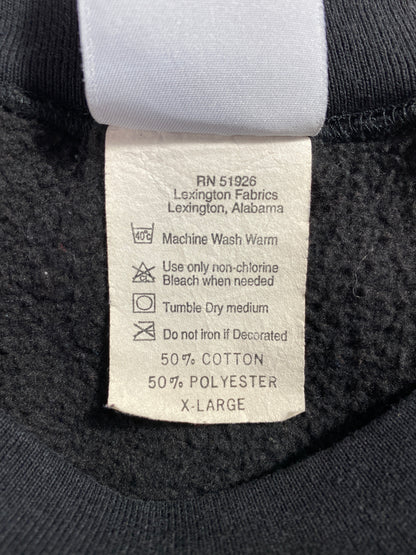 RN 51926
Lexington Fabrics
Lexington, Alabama
40°C Machine Wash Warm
Use only non-chlorine
Bleach when needed
Tumble Dry medium
Do not iron if Decorated
50% COTTON
50% POLYESTER
X-LARGE